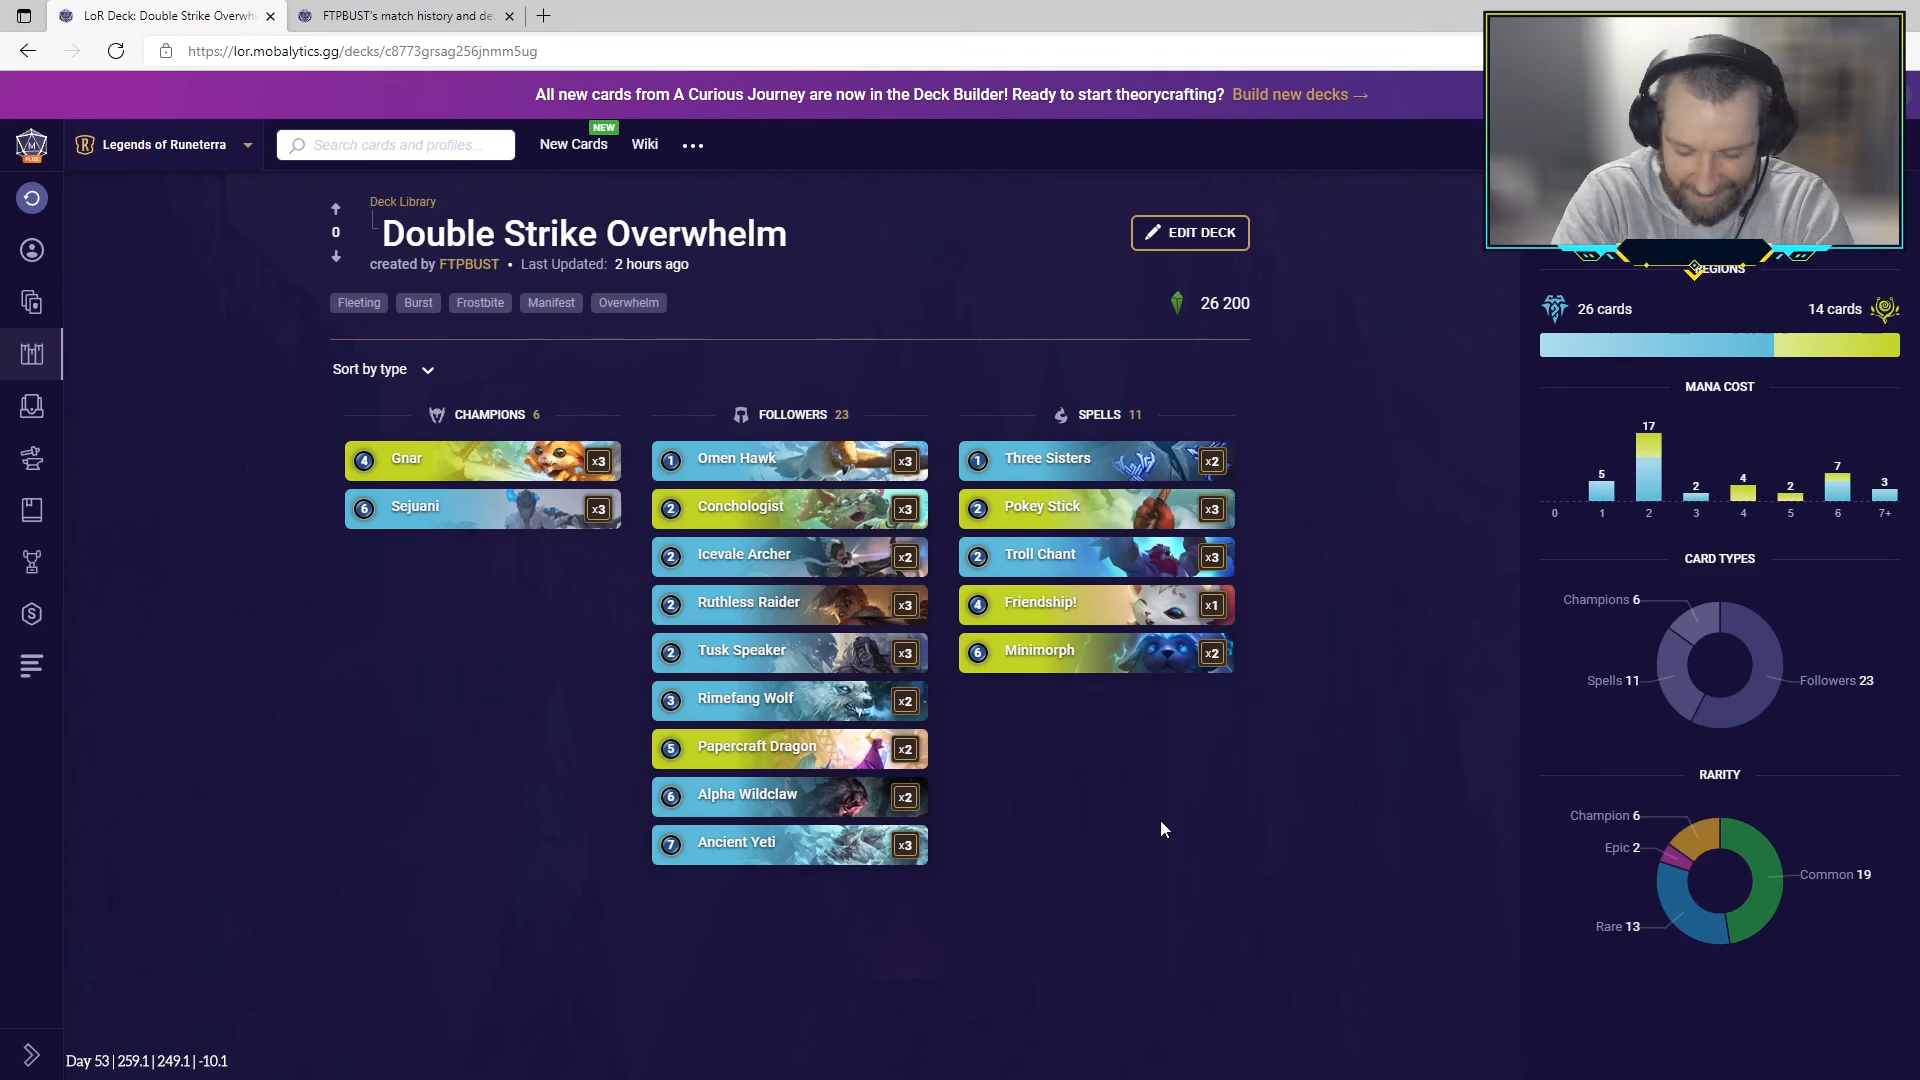 LoR Deck: Double Strike Overwh
FTPBUST's match history and de
https://lor.mobalytics.gg/decks/c8773grsag256jnmm5ug
All new cards from A Curious Journey are now in the Deck Builder! Ready to start theorycrafting? Build new decks →
M
PLUS
Legends of Runeterra
Search cards and profiles...
NEW
New Cards
Wiki
Deck Library
0
Double Strike Overwhelm
EDIT DECK
created by FTPBUST • Last Updated: 2 hours ago
Fleeting
Burst
Frostbite
Manifest
Overwhelm
26 200
Sort by type
CHAMPIONS 6
4 Gnar x3
6 Sejuani x3
FOLLOWERS 23
1 Omen Hawk x3
2 Conchologist x3
2 Icevale Archer x2
2 Ruthless Raider x3
2 Tusk Speaker x3
3 Rimefang Wolf x2
5 Papercraft Dragon x2
6 Alpha Wildclaw x2
7 Ancient Yeti x3
SPELLS 11
1 Three Sisters x2
2 Pokey Stick x3
2 Troll Chant x3
4 Friendship! x1
6 Minimorph x2
REGIONS
26 cards
14 cards
MANA COST
5 17 2 4 2 7 3
0 1 2 3 4 5 6 7+
CARD TYPES
Champions 6
Spells 11
Followers 23
RARITY
Champion 6
Epic 2
Common 19
Rare 13
Day 53 | 259.1 | 249.1 | -10.1